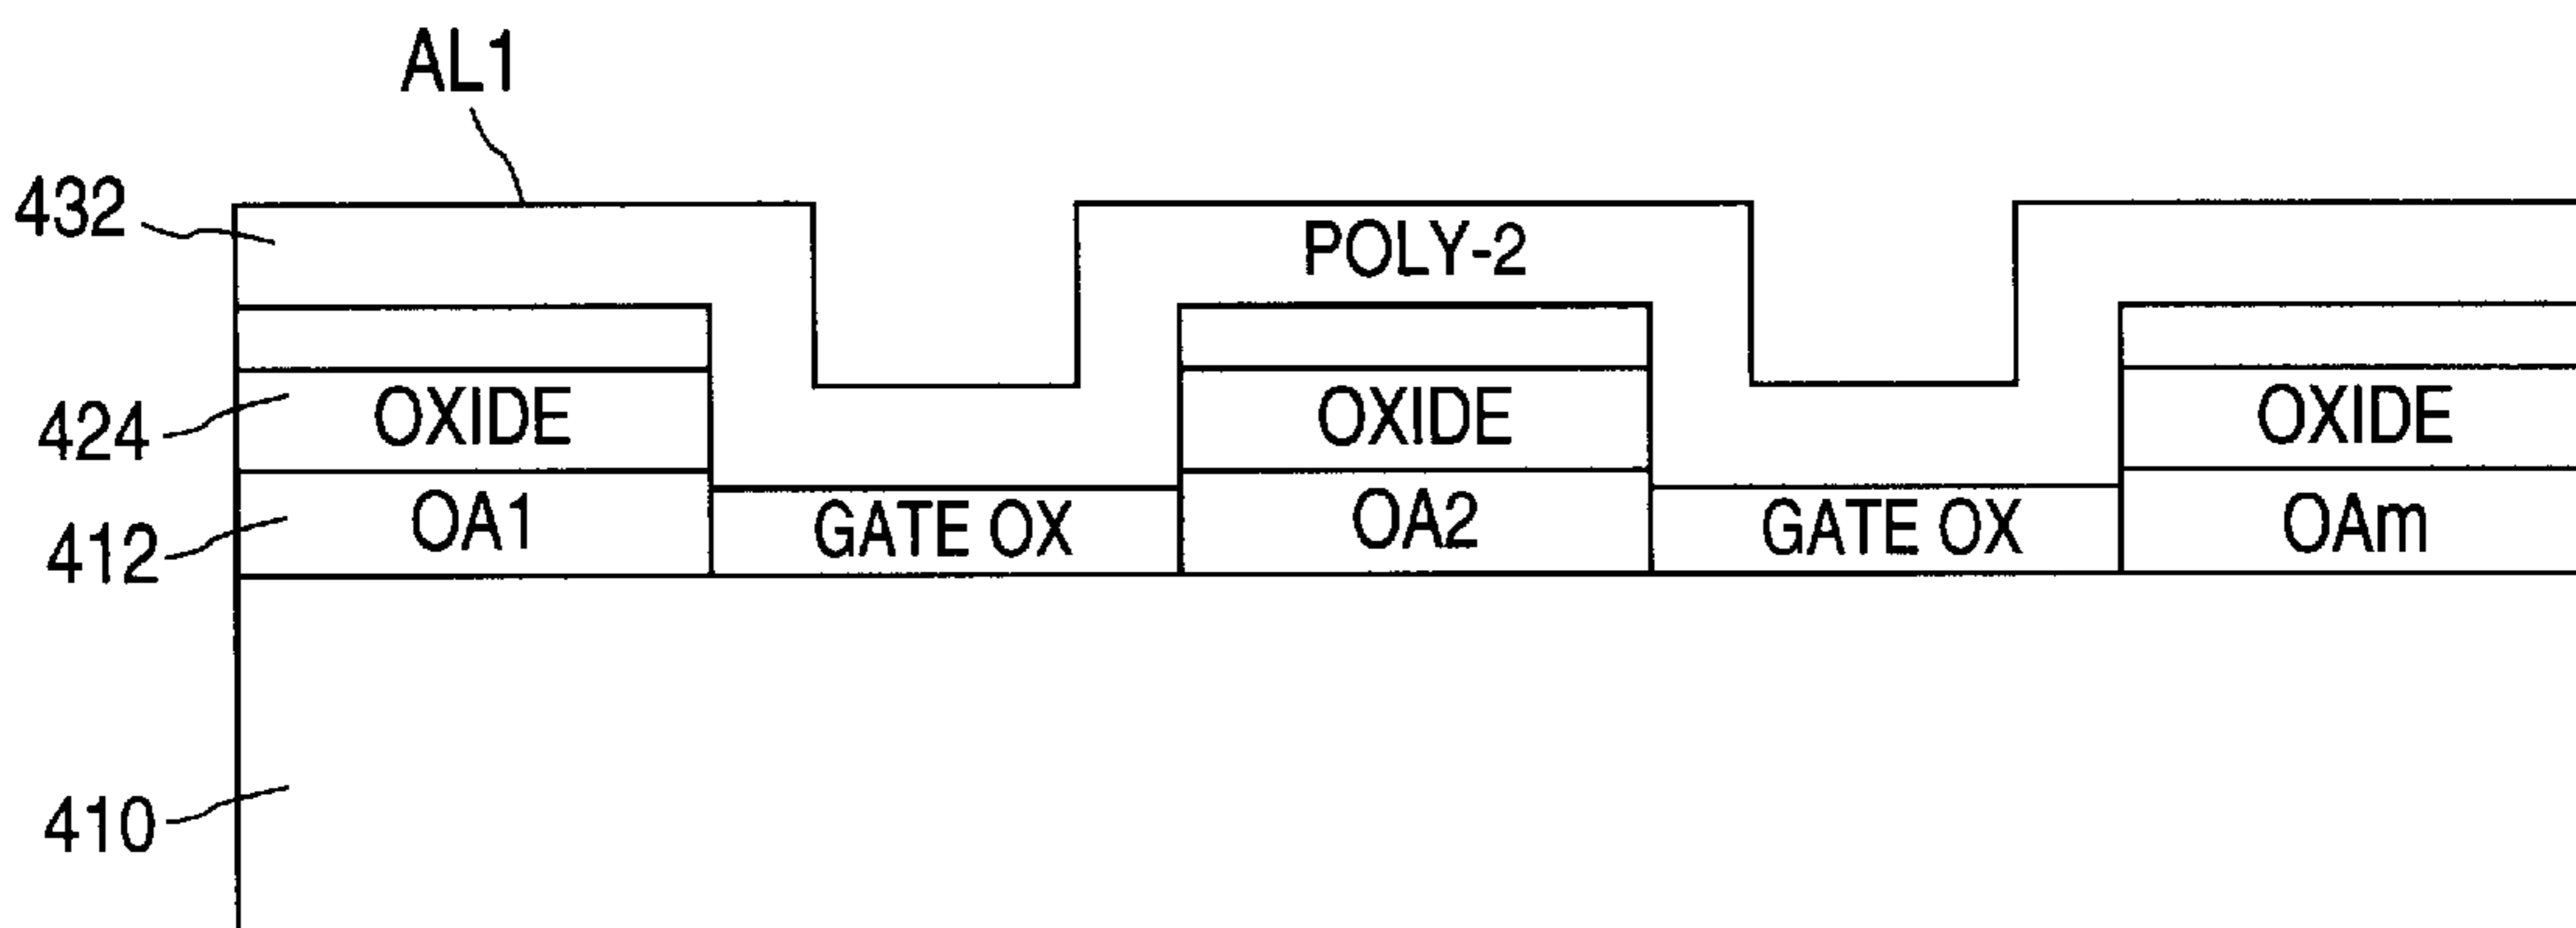 AL1
432
POLY-2
424
OXIDE
OXIDE
OXIDE
412
OA1
GATE OX
OA2
GATE OX
OAm
410